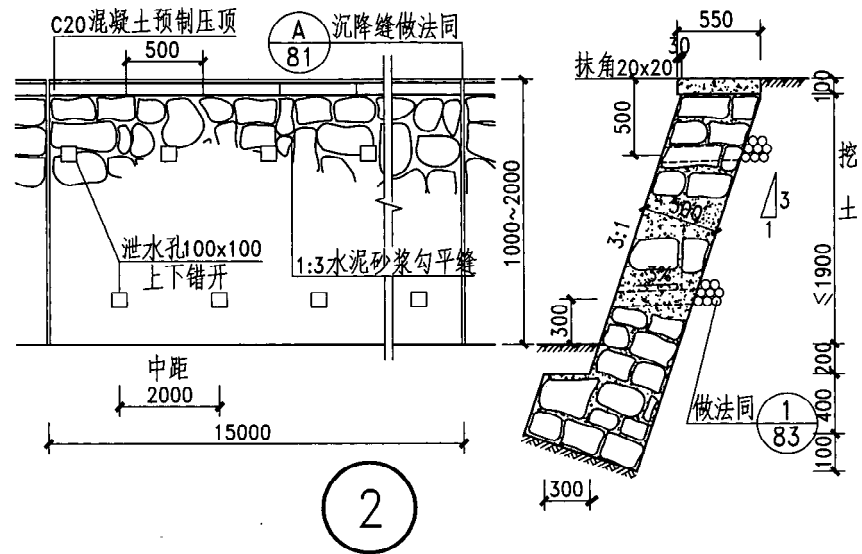 C20混凝土预制压顶
500
A
81
沉降缝做法同
1000~2000
泄水孔100x100
上下错开
1:3水泥砂浆勾平缝
中距
2000
15000
2
550
30
抹角20x20
100
500
挖土
3
1
500
3:1
5%
≤1900
300
200
做法同
1
83
400
100
300